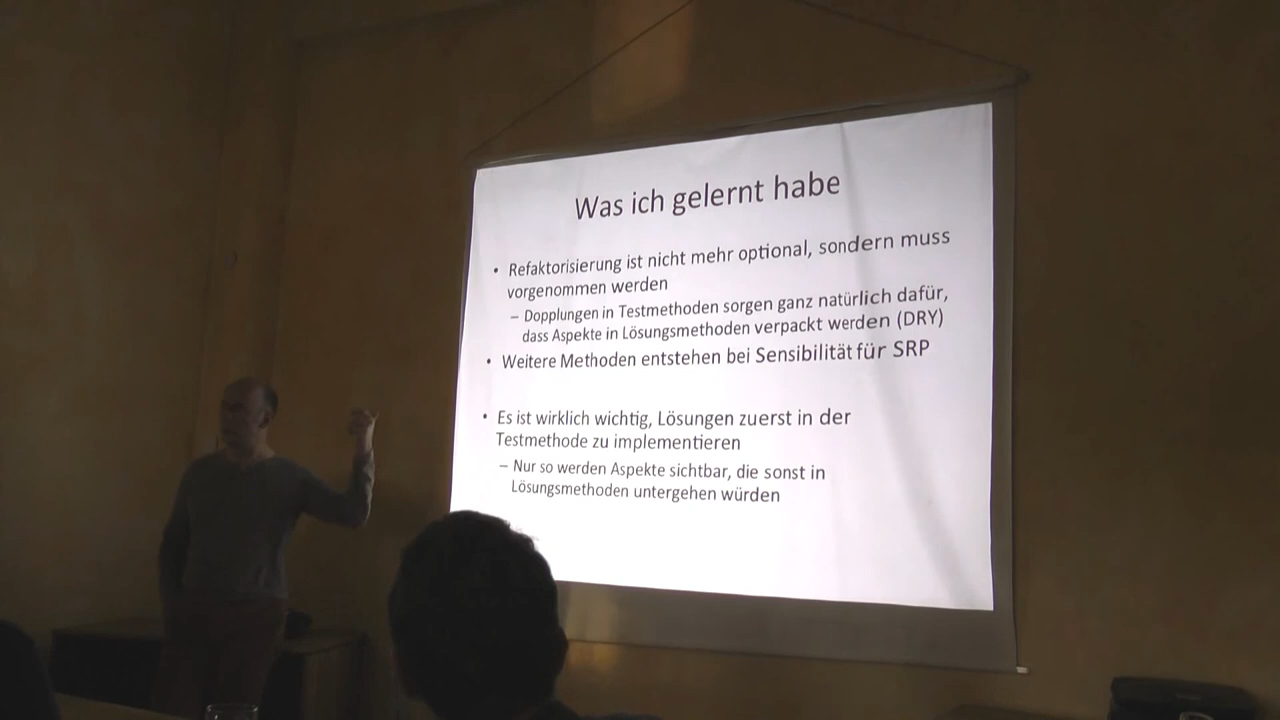 Was ich gelernt habe
• Refaktorisierung ist nicht mehr optional, sondern muss
vorgenommen werden
– Dopplungen in Testmethoden sorgen ganz natürlich dafür,
dass Aspekte in Lösungsmethoden verpackt werden (DRY)
• Weitere Methoden entstehen bei Sensibilität für SRP
• Es ist wirklich wichtig, Lösungen zuerst in der
Testmethode zu implementieren
– Nur so werden Aspekte sichtbar, die sonst in
Lösungsmethoden untergehen würden